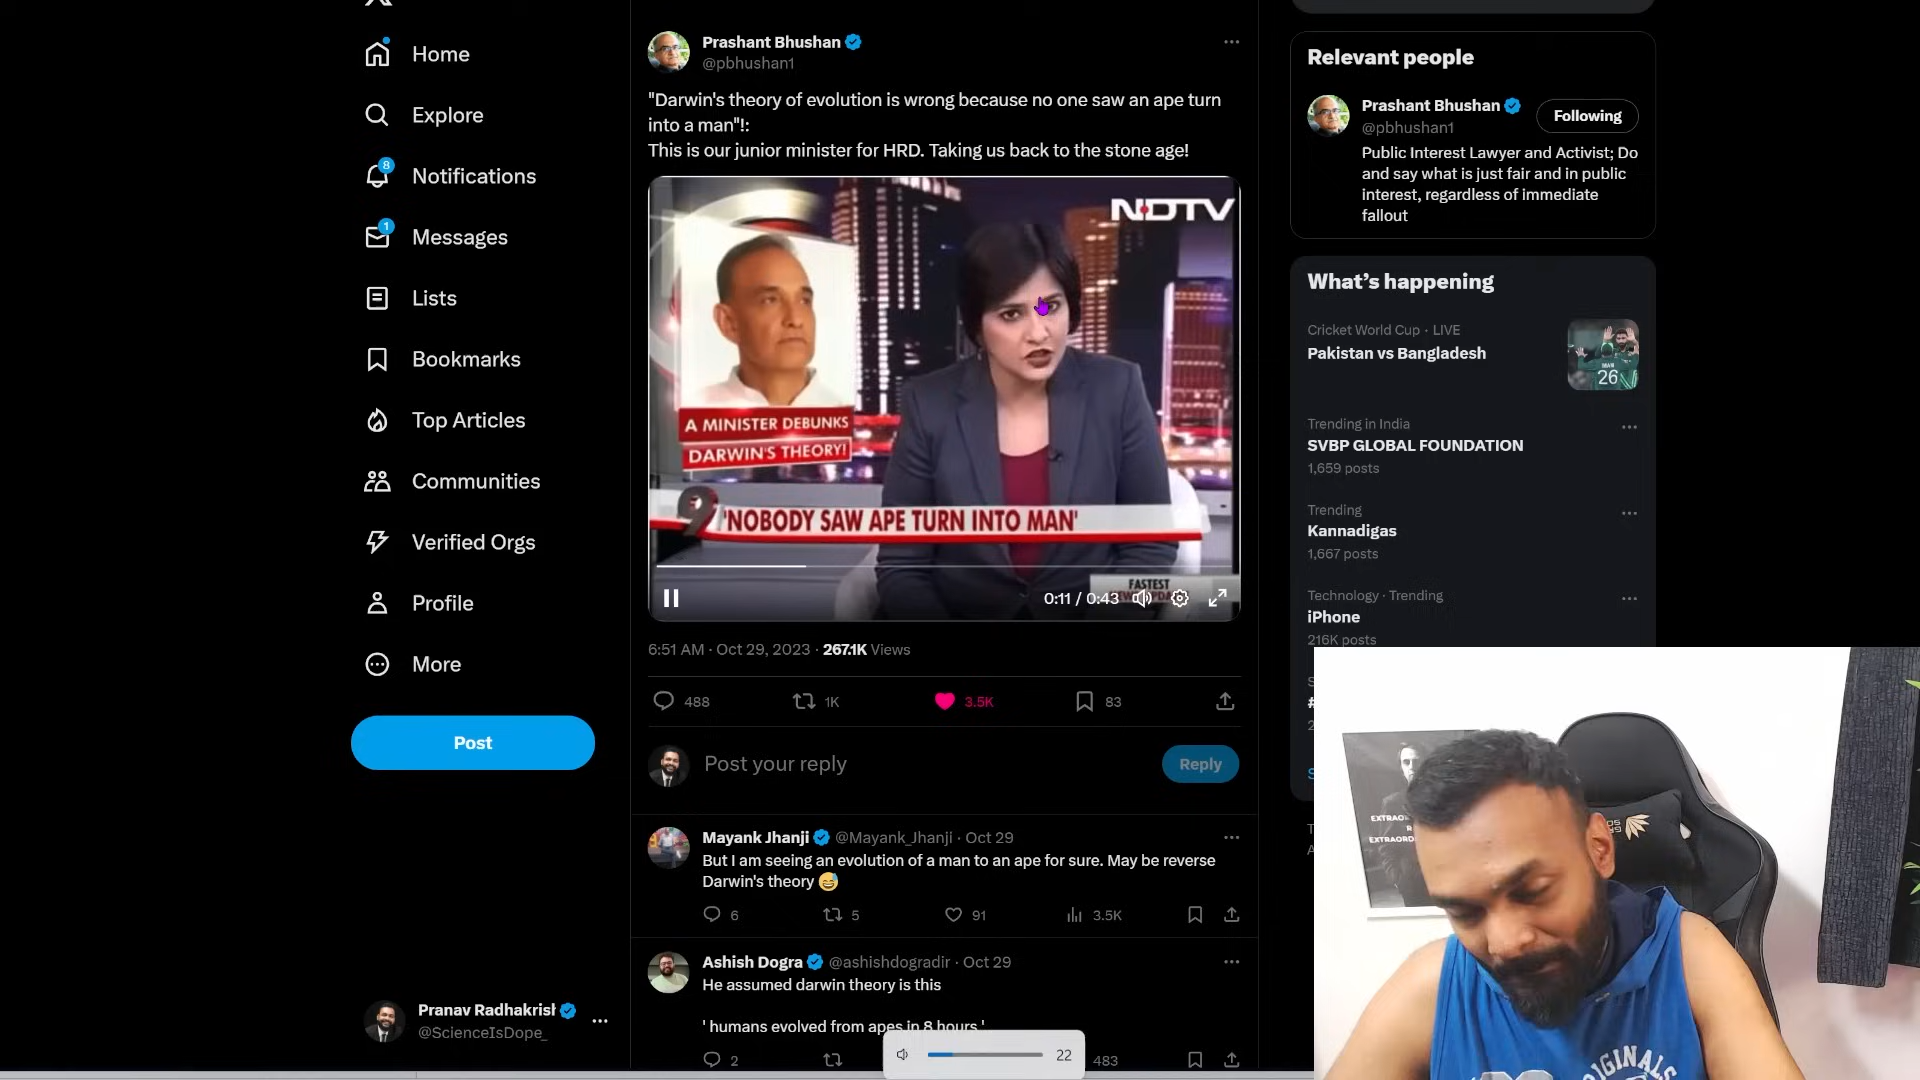 Home
Explore
8
Notifications
1
Messages
Lists
Bookmarks
Top Articles
Communities
Verified Orgs
Profile
More
Post
Pranav Radhakrish
@ScienceIsDope_
Prashant Bhushan
@pbhushan1
"Darwin's theory of evolution is wrong because no one saw an ape turn
into a man"!:
This is our junior minister for HRD. Taking us back to the stone age!
NDTV
A MINISTER DEBUNKS
DARWIN'S THEORY!
9
'NOBODY SAW APE TURN INTO MAN'
FASTEST
0:11 / 0:43
6:51 AM · Oct 29, 2023 · 267.1K Views
488
1K
3.5K
83
Post your reply
Reply
Mayank Jhanji @Mayank_Jhanji · Oct 29
But I am seeing an evolution of a man to an ape for sure. May be reverse
Darwin's theory 😅
6
5
91
3.5K
Ashish Dogra @ashishdogradir · Oct 29
He assumed darwin theory is this
' humans evolved from apes in 8 hours '
2
483
22
Relevant people
Prashant Bhushan
@pbhushan1
Following
Public Interest Lawyer and Activist; Do
and say what is just fair and in public
interest, regardless of immediate
fallout
What's happening
Cricket World Cup · LIVE
Pakistan vs Bangladesh
26
Trending in India
SVBP GLOBAL FOUNDATION
1,659 posts
Trending
Kannadigas
1,667 posts
Technology · Trending
iPhone
216K posts